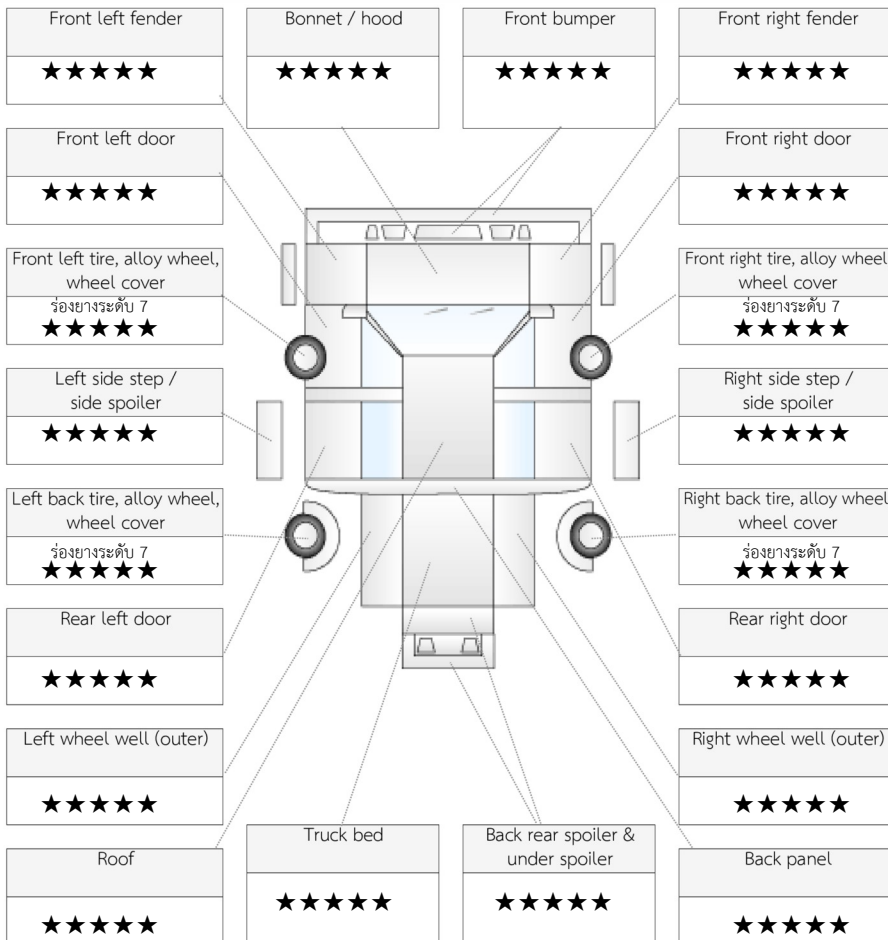 Front left fender
★★★★★
Bonnet / hood
★★★★★
Front bumper
★★★★★
Front right fender
★★★★★
Front left door
★★★★★
Front right door
★★★★★
Front left tire, alloy wheel,
wheel cover
ร่องยางระดับ 7
★★★★★
Front right tire, alloy wheel
wheel cover
ร่องยางระดับ 7
★★★★★
Left side step /
side spoiler
★★★★★
Right side step /
side spoiler
★★★★★
Left back tire, alloy wheel,
wheel cover
ร่องยางระดับ 7
★★★★★
Right back tire, alloy wheel
wheel cover
ร่องยางระดับ 7
★★★★★
Rear left door
★★★★★
Rear right door
★★★★★
Left wheel well (outer)
★★★★★
Right wheel well (outer)
★★★★★
Roof
★★★★★
Truck bed
★★★★★
Back rear spoiler &
under spoiler
★★★★★
Back panel
★★★★★